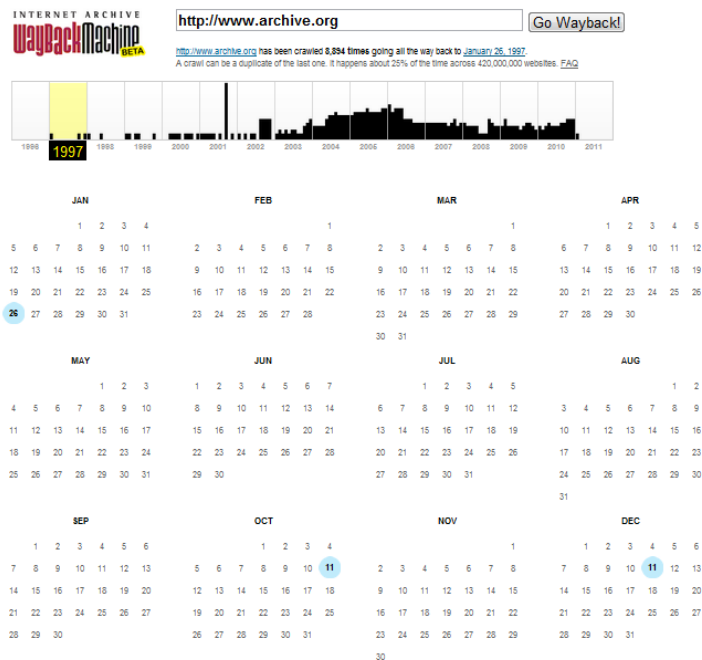 INTERNET ARCHIVE
WayBackMachine
BETA
http://www.archive.org
Go Wayback!
http://www.archive.org has been crawled 8,894 times going all the way back to January 26, 1997.
A crawl can be a duplicate of the last one. It happens about 25% of the time across 420,000,000 websites. FAQ
1996 1997 1998 1999 2000 2001 2002 2003 2004 2005 2006 2007 2008 2009 2010 2011
JAN FEB MAR APR
1 2 3 4 1 1 1 2 3 4 5
5 6 7 8 9 10 11 2 3 4 5 6 7 8 2 3 4 5 6 7 8 6 7 8 9 10 11 12
12 13 14 15 16 17 18 9 10 11 12 13 14 15 9 10 11 12 13 14 15 13 14 15 16 17 18 19
19 20 21 22 23 24 25 16 17 18 19 20 21 22 16 17 18 19 20 21 22 20 21 22 23 24 25 26
26 27 28 29 30 31 23 24 25 26 27 28 23 24 25 26 27 28 29 27 28 29 30
30 31
MAY JUN JUL AUG
1 2 3 1 2 3 4 5 6 7 1 2 3 4 5 1 2
4 5 6 7 8 9 10 8 9 10 11 12 13 14 6 7 8 9 10 11 12 3 4 5 6 7 8 9
11 12 13 14 15 16 17 15 16 17 18 19 20 21 13 14 15 16 17 18 19 10 11 12 13 14 15 16
18 19 20 21 22 23 24 22 23 24 25 26 27 28 20 21 22 23 24 25 26 17 18 19 20 21 22 23
25 26 27 28 29 30 31 29 30 27 28 29 30 31 24 25 26 27 28 29 30
31
SEP OCT NOV DEC
1 2 3 4 5 6 1 2 3 4 1 1 2 3 4 5 6
7 8 9 10 11 12 13 5 6 7 8 9 10 11 2 3 4 5 6 7 8 7 8 9 10 11 12 13
14 15 16 17 18 19 20 12 13 14 15 16 17 18 9 10 11 12 13 14 15 14 15 16 17 18 19 20
21 22 23 24 25 26 27 19 20 21 22 23 24 25 16 17 18 19 20 21 22 21 22 23 24 25 26 27
28 29 30 26 27 28 29 30 31 23 24 25 26 27 28 29 28 29 30 31
30